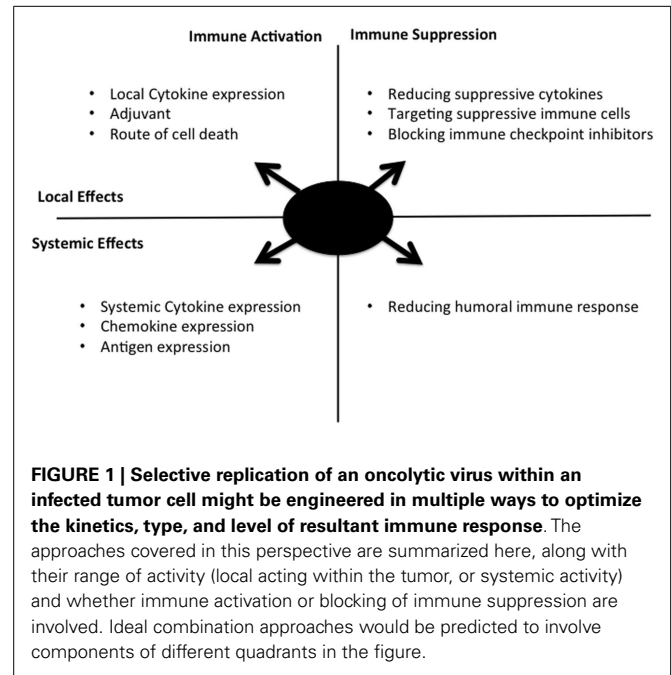 Immune Activation
Immune Suppression
• Local Cytokine expression
• Adjuvant
• Route of cell death
• Reducing suppressive cytokines
• Targeting suppressive immune cells
• Blocking immune checkpoint inhibitors
Local Effects
Systemic Effects
• Systemic Cytokine expression
• Chemokine expression
• Antigen expression
• Reducing humoral immune response
FIGURE 1 | Selective replication of an oncolytic virus within an
infected tumor cell might be engineered in multiple ways to optimize
the kinetics, type, and level of resultant immune response. The
approaches covered in this perspective are summarized here, along with
their range of activity (local acting within the tumor, or systemic activity)
and whether immune activation or blocking of immune suppression are
involved. Ideal combination approaches would be predicted to involve
components of different quadrants in the figure.